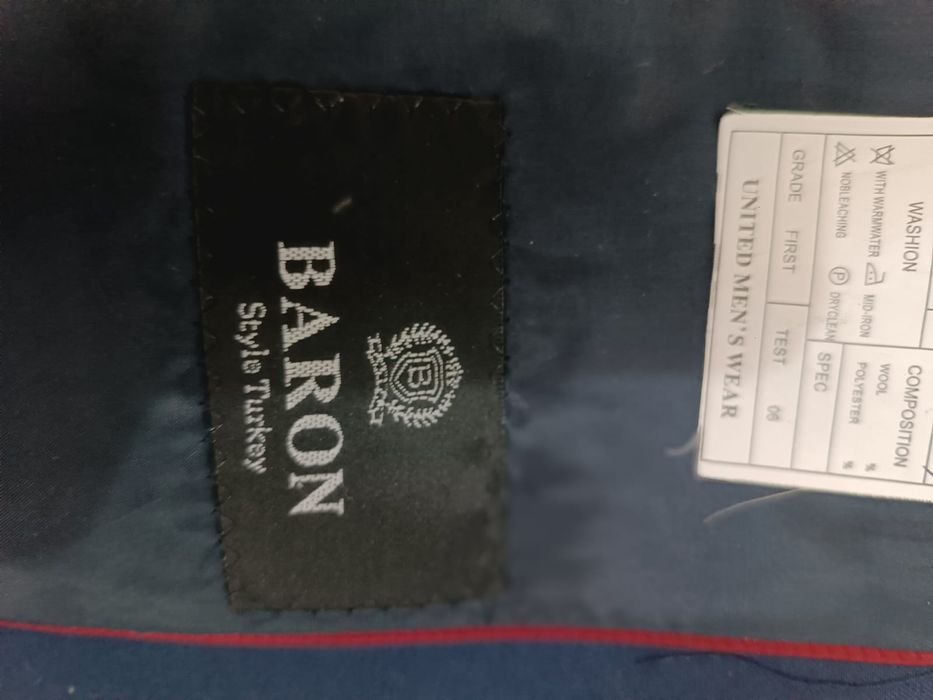 B
BARON
Style Turkey
WASHION
COMPOSITION
WITH WARMWATER
MID-IRON
WOOL %
NOBLEACHING
DRYCLEAN
POLYESTER %
P
SPEC
GRADE FIRST
TEST 06
UNITED MEN'S WEAR